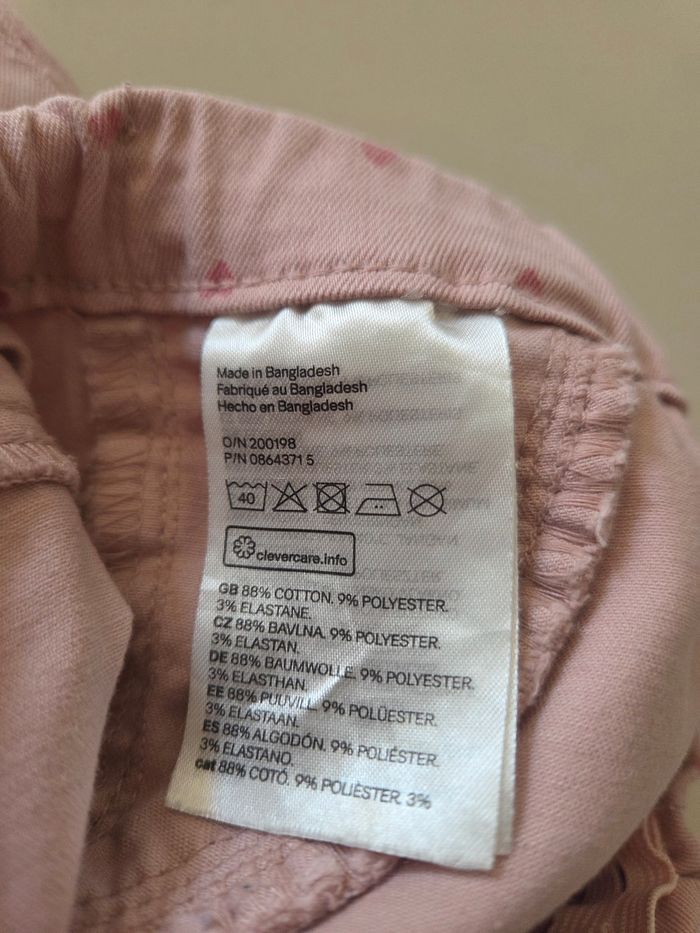 Made in Bangladesh
Fabriqué au Bangladesh
Hecho en Bangladesh
O/N 200198
P/N 0864371 5
40
clevercare.info
GB 88% COTTON. 9% POLYESTER.
3% ELASTANE.
CZ 88% BAVLNA. 9% POLYESTER.
3% ELASTAN.
DE 88% BAUMWOLLE. 9% POLYESTER.
3% ELASTHAN.
EE 88% PUUVILL. 9% POLÜESTER.
3% ELASTAAN.
ES 88% ALGODÓN. 9% POLIÉSTER.
3% ELASTANO.
cat 88% COTÓ. 9% POLIÈSTER. 3%